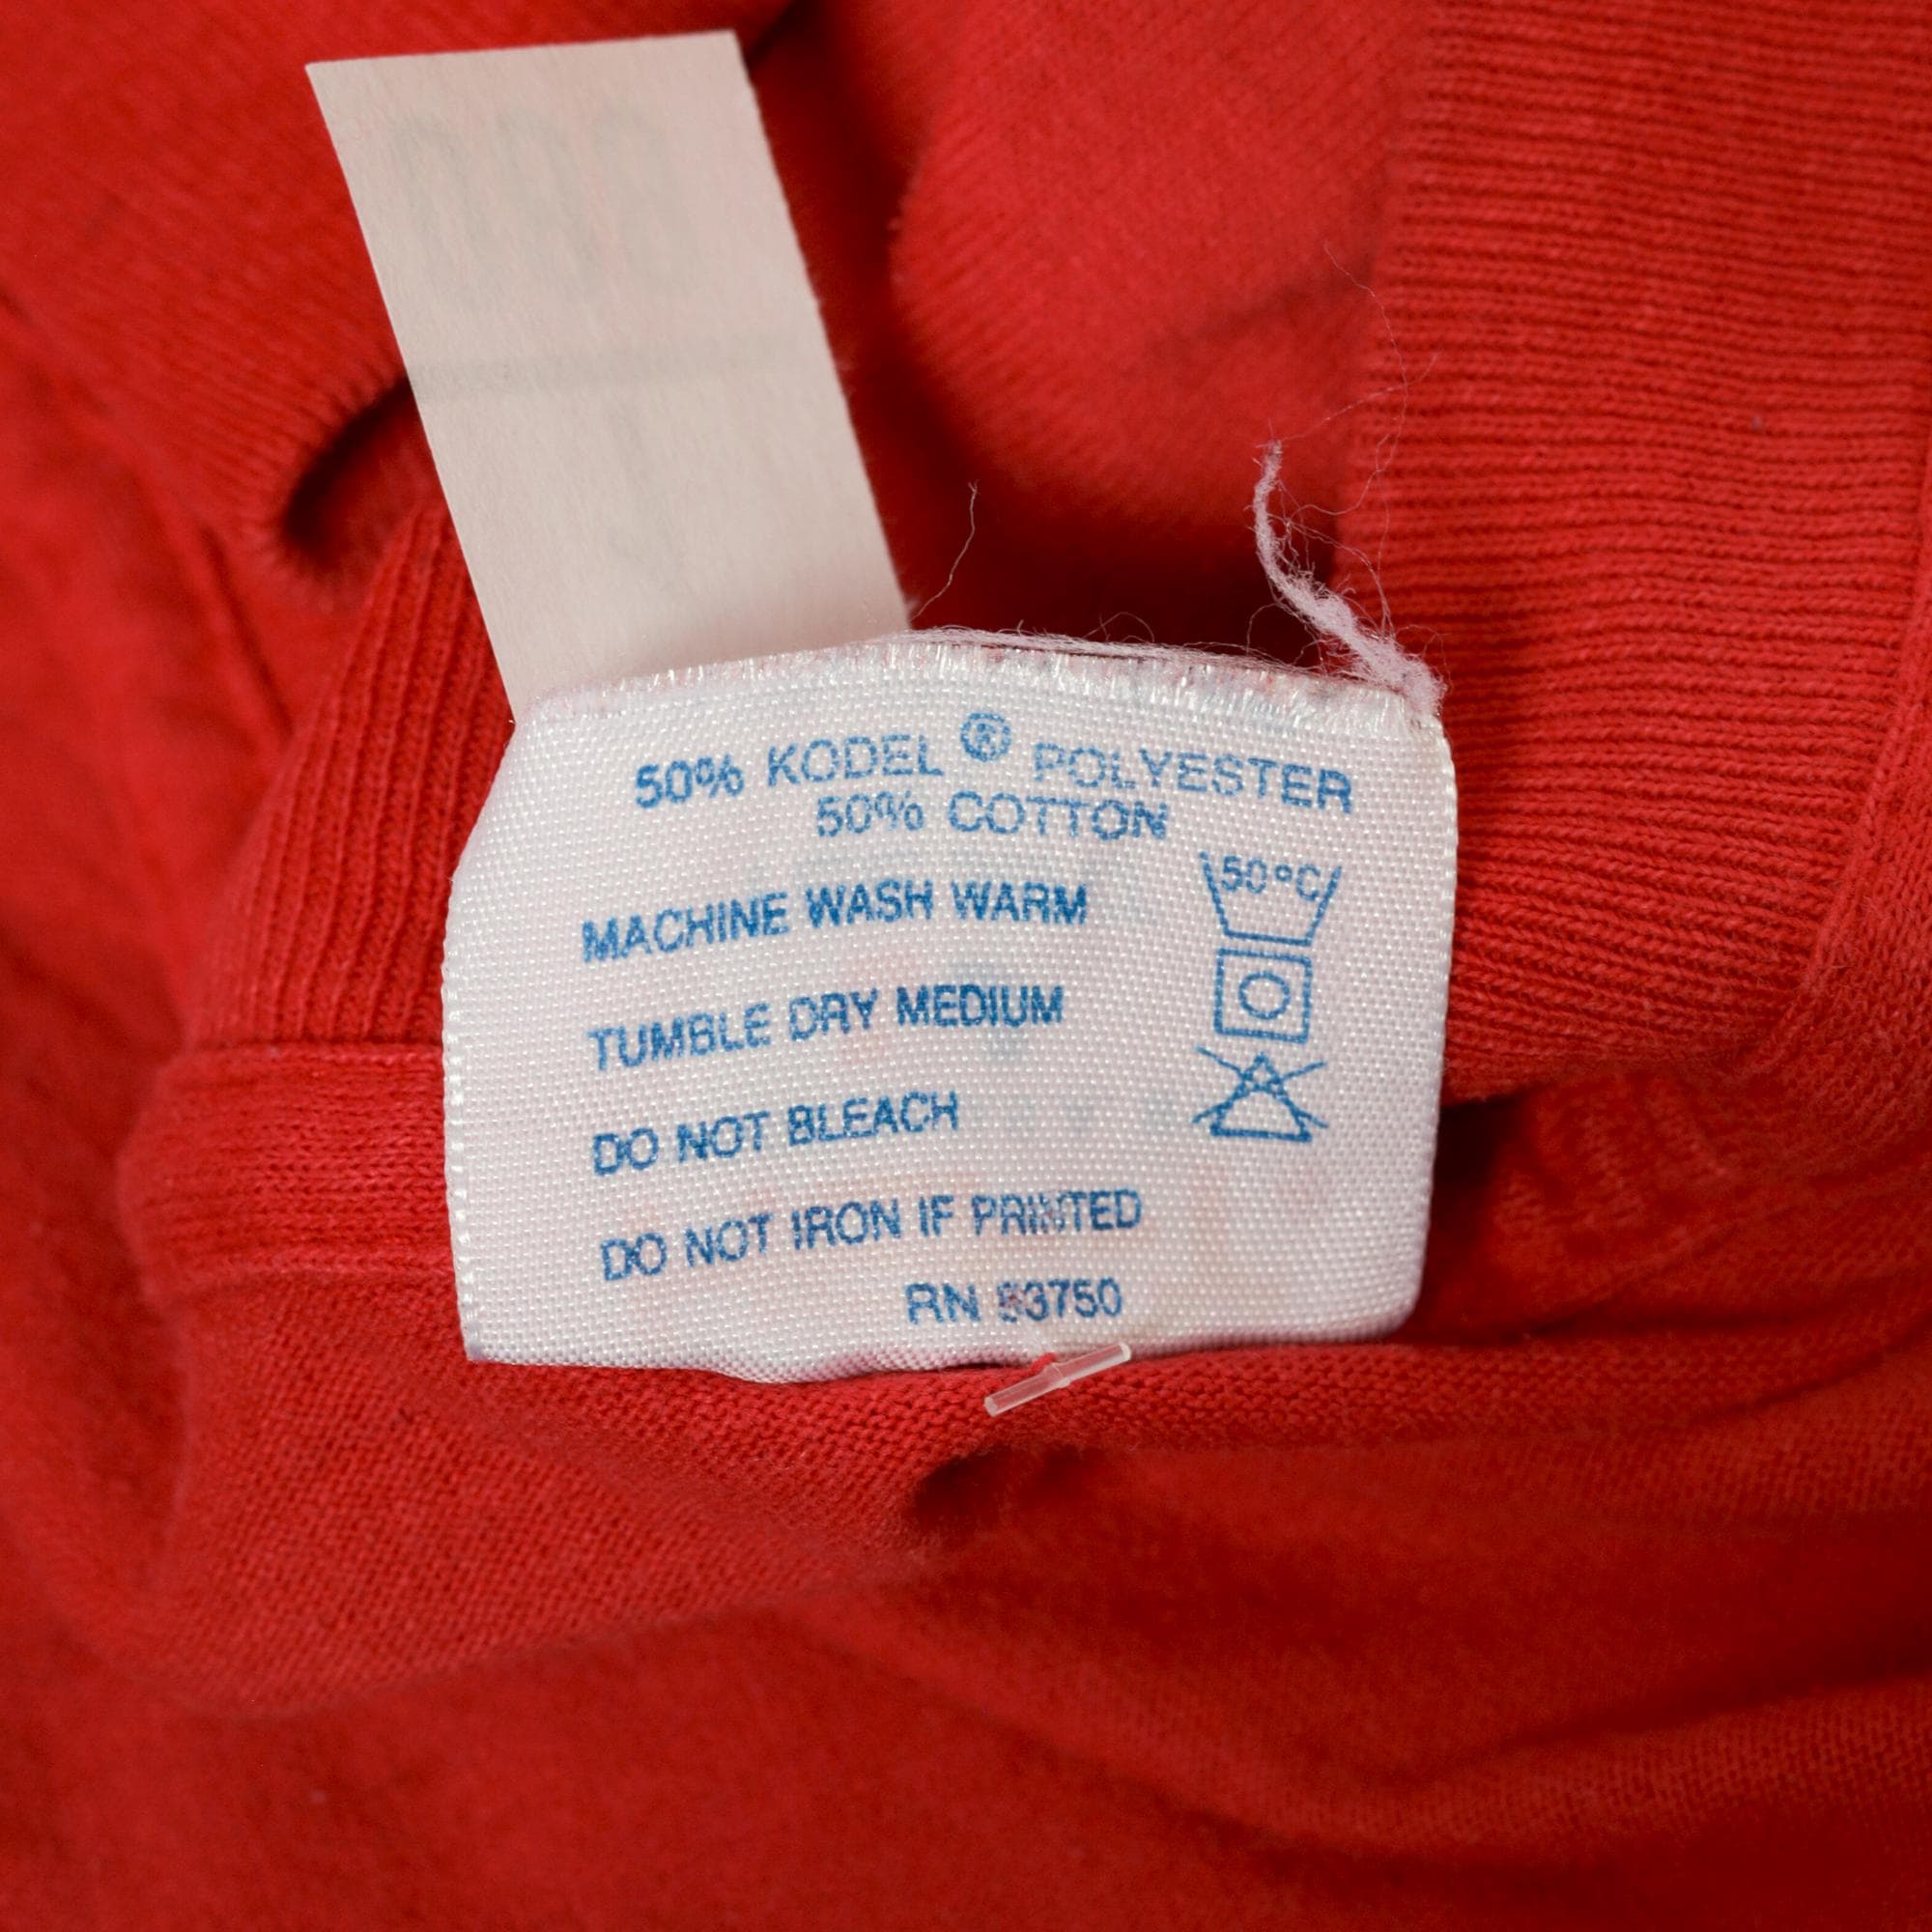 50% KODEL® POLYESTER
50% COTTON
MACHINE WASH WARM
50°C
TUMBLE DRY MEDIUM
DO NOT BLEACH
DO NOT IRON IF PRINTED
RN